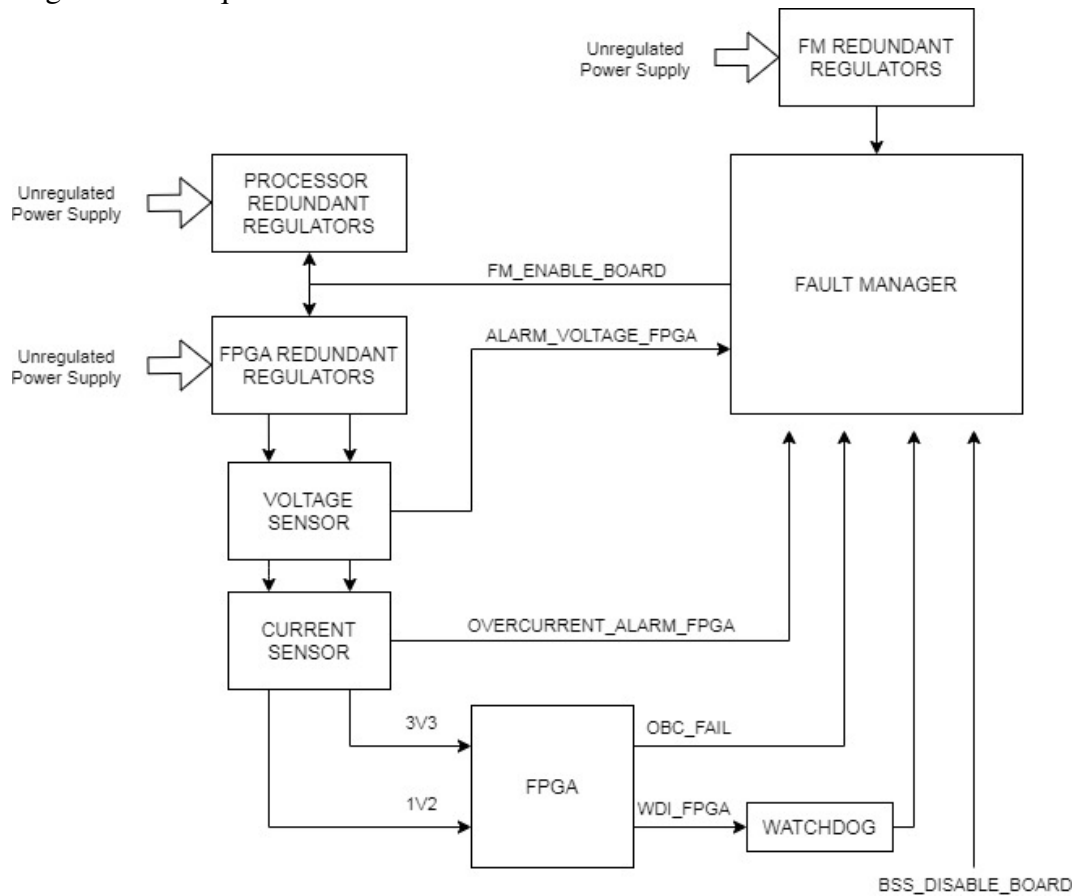 Unregulated
Power Supply
FM REDUNDANT
REGULATORS
Unregulated
Power Supply
PROCESSOR
REDUNDANT
REGULATORS
FM_ENABLE_BOARD
FAULT MANAGER
ALARM_VOLTAGE_FPGA
Unregulated
Power Supply
FPGA REDUNDANT
REGULATORS
VOLTAGE
SENSOR
CURRENT
SENSOR
OVERCURRENT_ALARM_FPGA
3V3
OBC_FAIL
FPGA
1V2
WDI_FPGA
WATCHDOG
BSS_DISABLE_BOARD